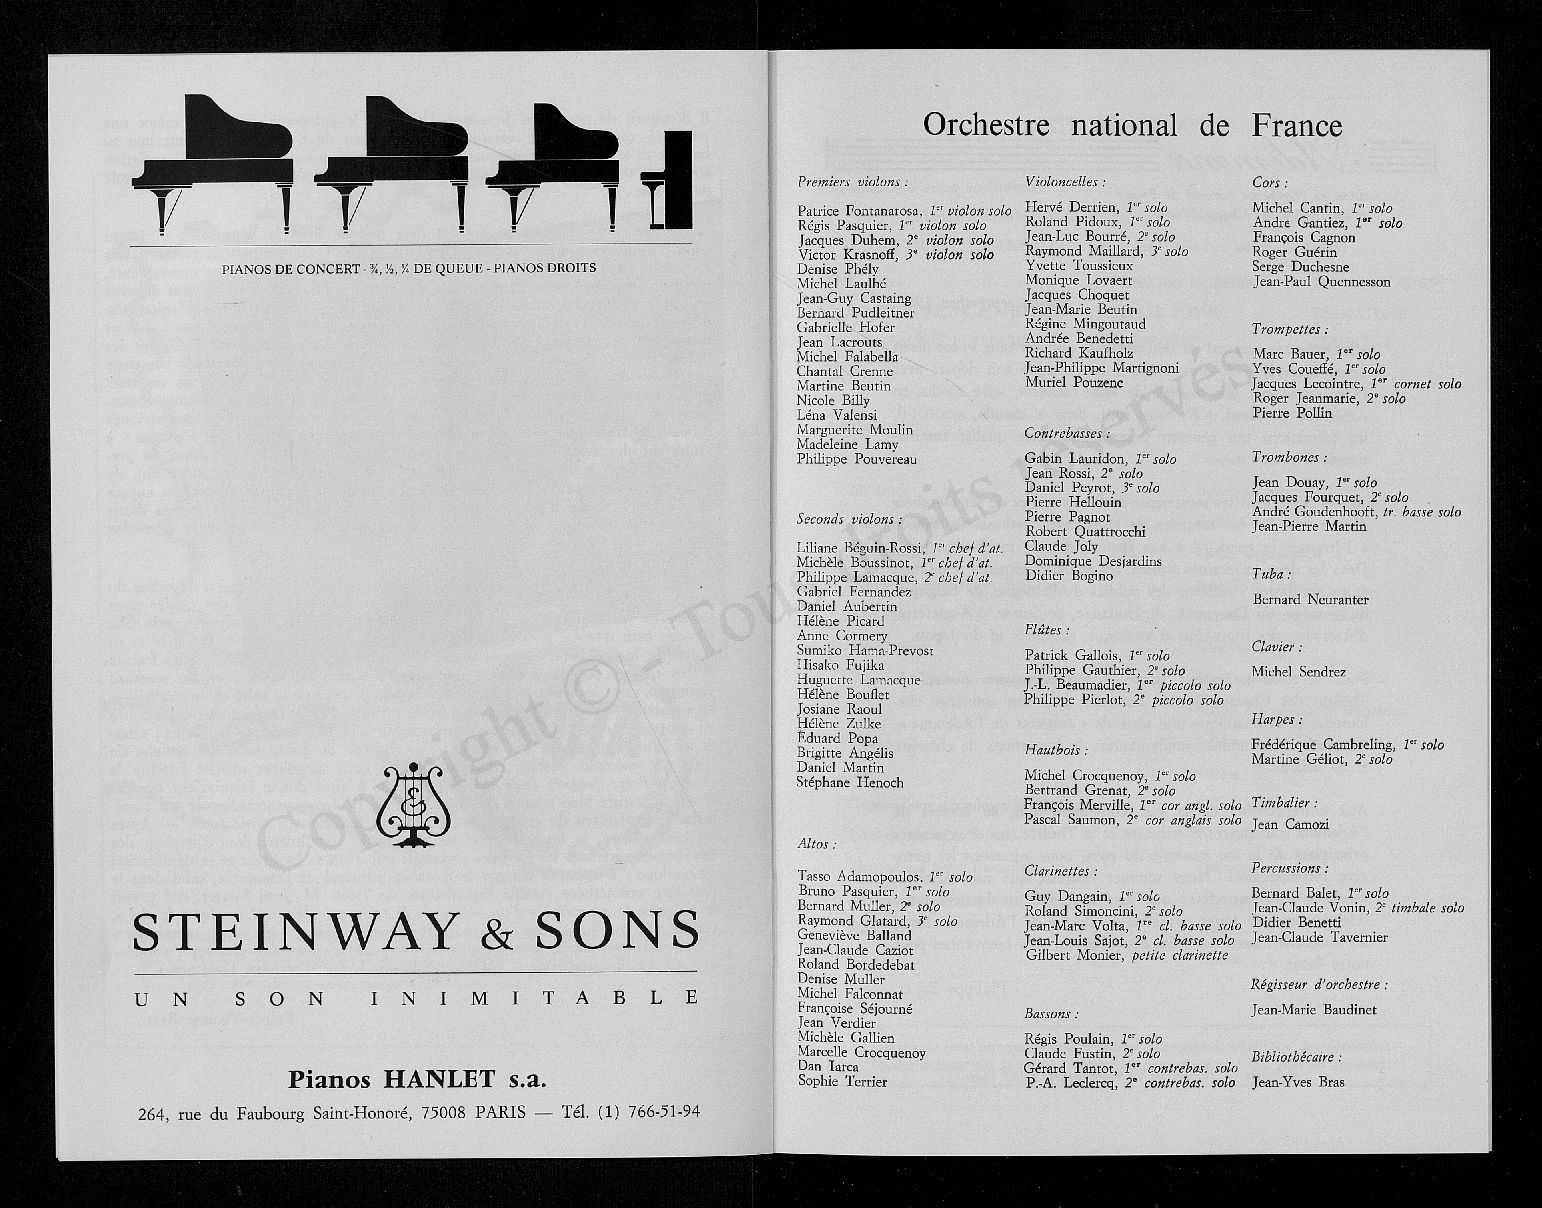 PIANOS DE CONCERT - ¾, ½, ¼ DE QUEUE - PIANOS DROITS
STEINWAY & SONS
UN SON INIMITABLE
Pianos HANLET s.a.
264, rue du Faubourg Saint-Honoré, 75008 PARIS — Tél. (1) 766-51-94
Copyright © - Tous droits réservés
Orchestre national de France
Premiers violons :
Patrice Fontanarosa, 1er violon solo
Régis Pasquier, 1er violon solo
Jacques Duhem, 2e violon solo
Victor Krasnoff, 3e violon solo
Denise Phély
Michel Laulhé
Jean-Guy Castaing
Bernard Pudleitner
Gabrielle Hofer
Jean Lacrouts
Michel Falabella
Chantal Crenne
Martine Beutin
Nicole Billy
Léna Valensi
Marguerite Moulin
Madeleine Lamy
Philippe Pouvereau
Seconds violons :
Liliane Béguin-Rossi, 1er chef d'at.
Michèle Boussinot, 1er chef d'at.
Philippe Lamacque, 2e chef d'at.
Gabriel Fernandez
Daniel Aubertin
Hélène Picard
Anne Cormery
Sumiko Hama-Prevost
Hisako Fujika
Huguette Lamacque
Hélène Bouflet
Josiane Raoul
Hélène Zulke
Eduard Popa
Brigitte Angélis
Daniel Martin
Stéphane Henoch
Altos :
Tasso Adamopoulos, 1er solo
Bruno Pasquier, 1er solo
Bernard Muller, 2e solo
Raymond Glatard, 3e solo
Geneviève Balland
Jean-Claude Caziot
Roland Bordedebat
Denise Muller
Michel Falconnat
Françoise Séjourné
Jean Verdier
Michèle Gallien
Marcelle Crocquenoy
Dan Iarca
Sophie Terrier
Violoncelles :
Hervé Derrien, 1er solo
Roland Pidoux, 1er solo
Jean-Luc Bourré, 2e solo
Raymond Maillard, 3e solo
Yvette Toussieux
Monique Lovaert
Jacques Choquet
Jean-Marie Beutin
Régine Mingoutaud
Andrée Benedetti
Richard Kaufholz
Jean-Philippe Martignoni
Muriel Pouzenc
Contrebasses :
Gabin Lauridon, 1er solo
Jean Rossi, 2e solo
Daniel Peyrot, 3e solo
Pierre Hellouin
Pierre Pagnot
Robert Quattrocchi
Claude Joly
Dominique Desjardins
Didier Bogino
Flûtes :
Patrick Gallois, 1er solo
Philippe Gauthier, 2e solo
J.-L. Beaumadier, 1er piccolo solo
Philippe Pierlot, 2e piccolo solo
Hautbois :
Michel Crocquenoy, 1er solo
Bertrand Grenat, 2e solo
François Merville, 1er cor angl. solo
Pascal Saumon, 2e cor anglais solo
Clarinettes :
Guy Dangain, 1er solo
Roland Simoncini, 2e solo
Jean-Marc Volta, 1re cl. basse solo
Jean-Louis Sajot, 2e cl. basse solo
Gilbert Monier, petite clarinette
Bassons :
Régis Poulain, 1er solo
Claude Fustin, 2e solo
Gérard Tantot, 1er contrebas. solo
P.-A. Leclercq, 2e contrebas. solo
Cors :
Michel Cantin, 1er solo
Andre Gantiez, 1er solo
François Cagnon
Roger Guérin
Serge Duchesne
Jean-Paul Quennesson
Trompettes :
Marc Bauer, 1er solo
Yves Coueffé, 1er solo
Jacques Lecointre, 1er cornet solo
Roger Jeanmarie, 2e solo
Pierre Pollin
Trombones :
Jean Douay, 1er solo
Jacques Fourquet, 2e solo
André Goudenhooft, tr. basse solo
Jean-Pierre Martin
Tuba :
Bernard Neuranter
Clavier :
Michel Sendrez
Harpes :
Frédérique Cambreling, 1er solo
Martine Géliot, 2e solo
Timbalier :
Jean Camozi
Percussions :
Bernard Balet, 1er solo
Jean-Claude Vonin, 2e timbale solo
Didier Benetti
Jean-Claude Tavernier
Régisseur d'orchestre :
Jean-Marie Baudinet
Bibliothécaire :
Jean-Yves Bras